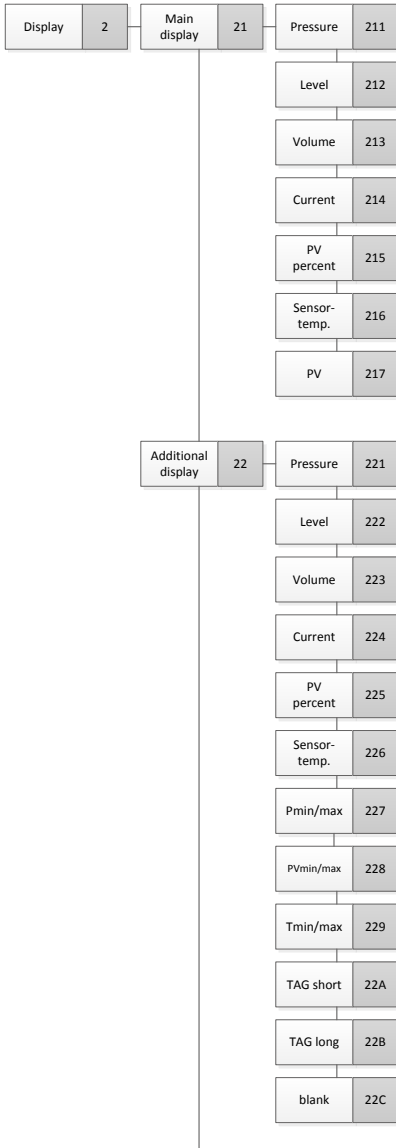 Display 2 Main display 21 Pressure 211
Level 212
Volume 213
Current 214
PV percent 215
Sensor-temp. 216
PV 217
Additional display 22 Pressure 221
Level 222
Volume 223
Current 224
PV percent 225
Sensor-temp. 226
Pmin/max 227
PVmin/max 228
Tmin/max 229
TAG short 22A
TAG long 22B
blank 22C